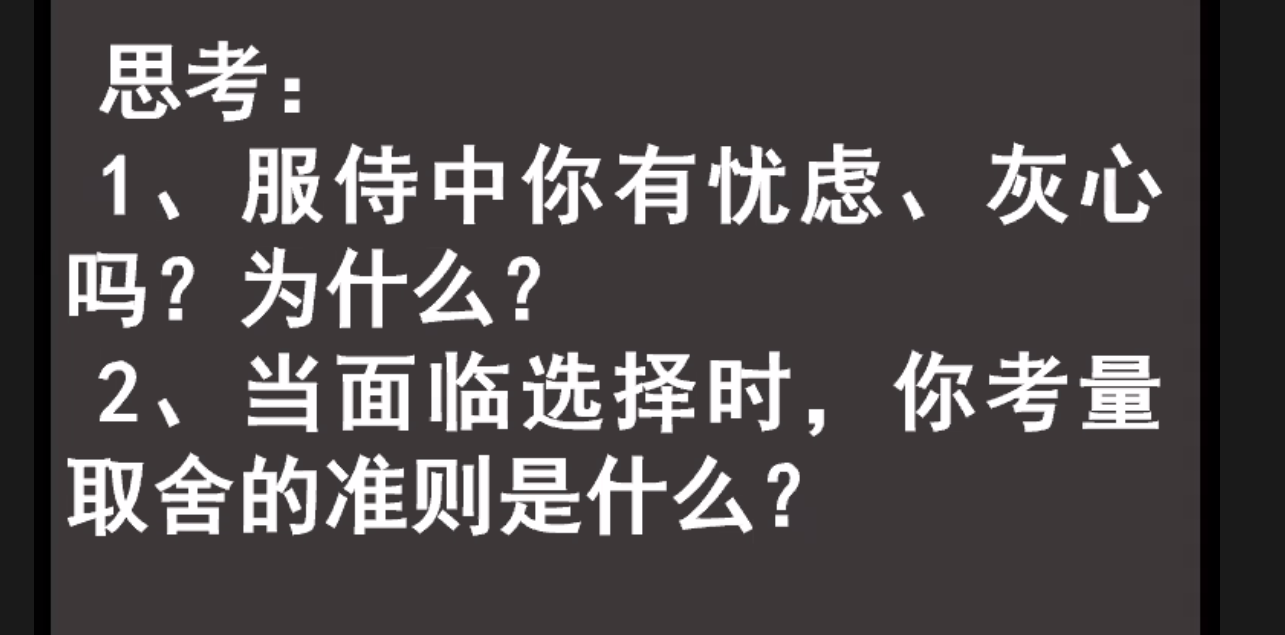 思考：
1、服侍中你有忧虑、灰心
吗？为什么？
2、当面临选择时，你考量
取舍的准则是什么？